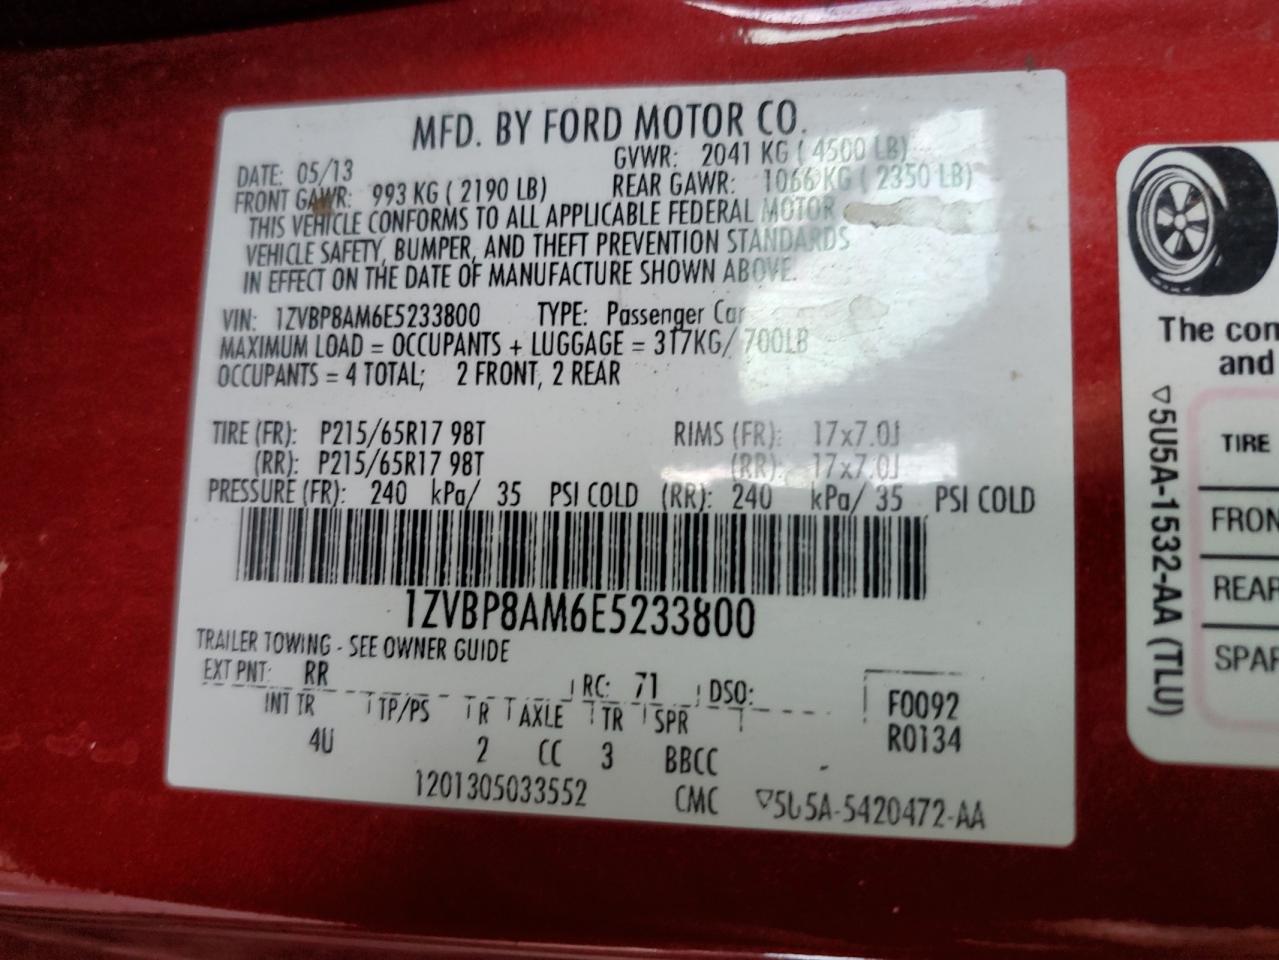 MFD. BY FORD MOTOR CO.
DATE: 05/13 GVWR: 2041 KG ( 4500 LB)
FRONT GAWR: 993 KG ( 2190 LB) REAR GAWR: 1066 KG ( 2350 LB)
THIS VEHICLE CONFORMS TO ALL APPLICABLE FEDERAL MOTOR
VEHICLE SAFETY, BUMPER, AND THEFT PREVENTION STANDARDS
IN EFFECT ON THE DATE OF MANUFACTURE SHOWN ABOVE.
VIN: 1ZVBP8AM6E5233800 TYPE: Passenger Car
MAXIMUM LOAD = OCCUPANTS + LUGGAGE = 317KG/ 700LB
OCCUPANTS = 4 TOTAL; 2 FRONT, 2 REAR
TIRE (FR): P215/65R17 98T RIMS (FR): 17x7.0J
(RR): P215/65R17 98T (RR): 17x7.0J
PRESSURE (FR): 240 kPa/ 35 PSI COLD (RR): 240 kPa/ 35 PSI COLD
1ZVBP8AM6E5233800
TRAILER TOWING - SEE OWNER GUIDE
EXT PNT: RR RC: 71 DSO:
INT TR TP/PS R AXLE TR SPR
4U 2 CC 3 BBCC
F0092
R0134
1201305033552 CMC ▽5U5A-5420472-AA
The con
and
▽5U5A-1532-AA (TLU)
TIRE
FRON
REAR
SPAR